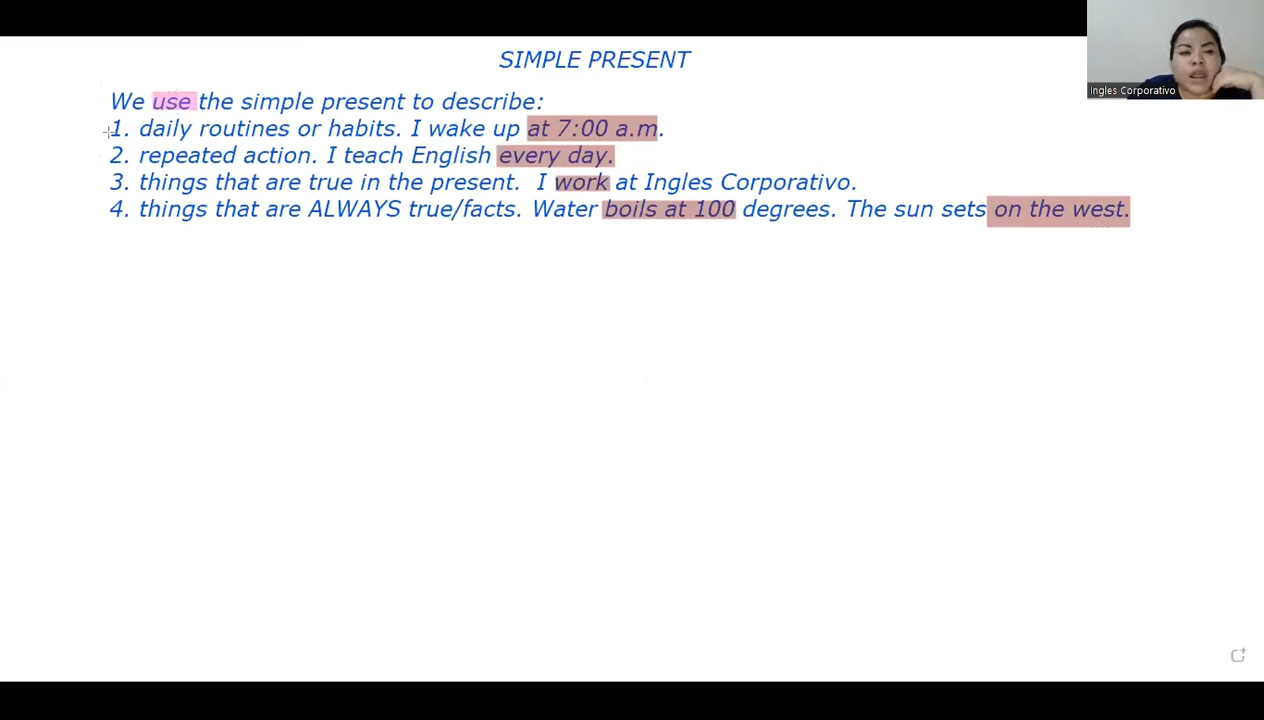 SIMPLE PRESENT
We use the simple present to describe:
1. daily routines or habits. I wake up at 7:00 a.m.
2. repeated action. I teach English every day.
3. things that are true in the present. I work at Ingles Corporativo.
4. things that are ALWAYS true/facts. Water boils at 100 degrees. The sun sets on the west.
Ingles Corporativo